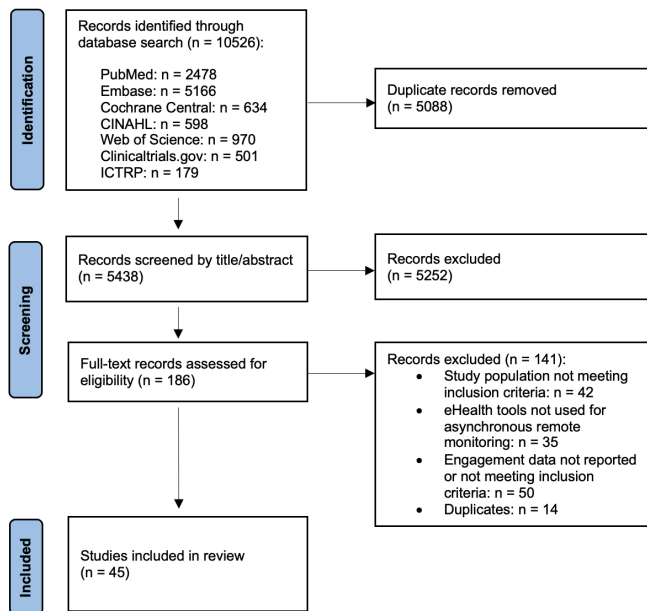 Identification
Records identified through
database search (n = 10526):
PubMed: n = 2478
Embase: n = 5166
Cochrane Central: n = 634
CINAHL: n = 598
Web of Science: n = 970
Clinicaltrials.gov: n = 501
ICTRP: n = 179
Duplicate records removed
(n = 5088)
Screening
Records screened by title/abstract
(n = 5438)
Records excluded
(n = 5252)
Full-text records assessed for
eligibility (n = 186)
Records excluded (n = 141):
• Study population not meeting
inclusion criteria: n = 42
• eHealth tools not used for
asynchronous remote
monitoring: n = 35
• Engagement data not reported
or not meeting inclusion
criteria: n = 50
• Duplicates: n = 14
Included
Studies included in review
(n = 45)